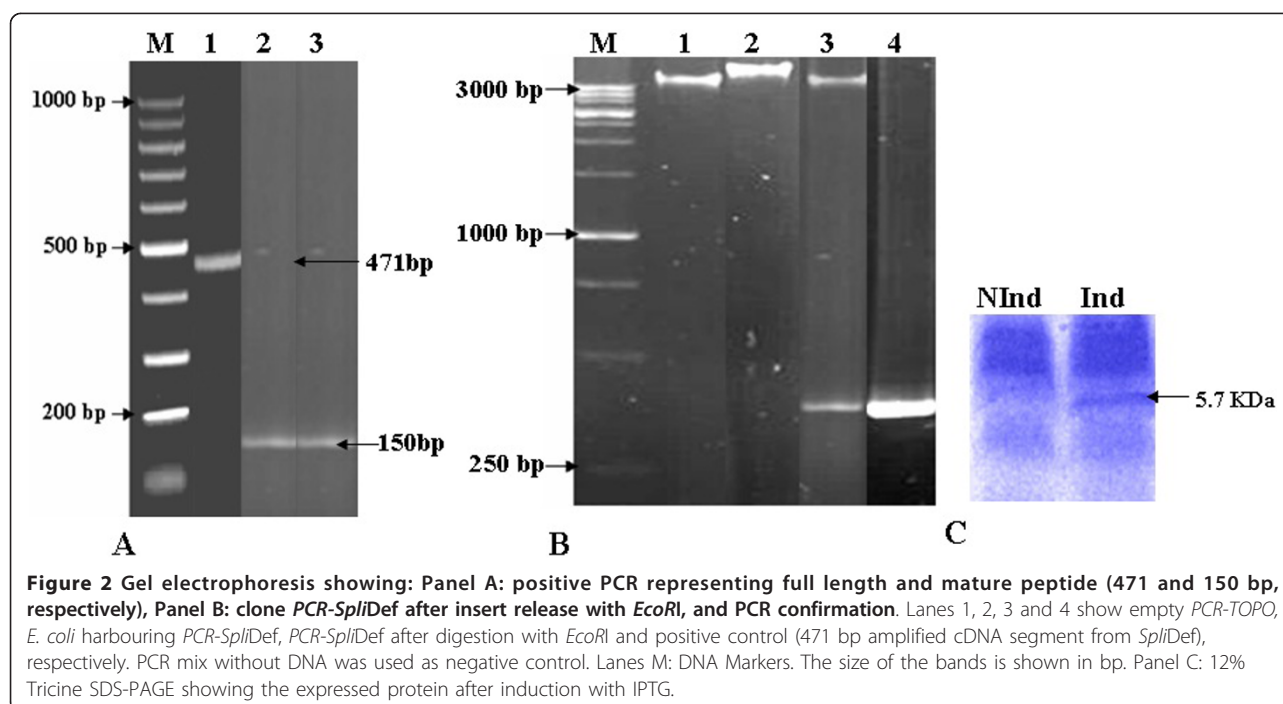 M 1 2 3
1000 bp
500 bp
200 bp
471bp
150bp
A
M 1 2 3 4
3000 bp
1000 bp
250 bp
B
NInd Ind
5.7 KDa
C
Figure 2 Gel electrophoresis showing: Panel A: positive PCR representing full length and mature peptide (471 and 150 bp,
respectively), Panel B: clone PCR-SpliDef after insert release with EcoRI, and PCR confirmation. Lanes 1, 2, 3 and 4 show empty PCR-TOPO,
E. coli harbouring PCR-SpliDef, PCR-SpliDef after digestion with EcoRI and positive control (471 bp amplified cDNA segment from SpliDef),
respectively. PCR mix without DNA was used as negative control. Lanes M: DNA Markers. The size of the bands is shown in bp. Panel C: 12%
Tricine SDS-PAGE showing the expressed protein after induction with IPTG.